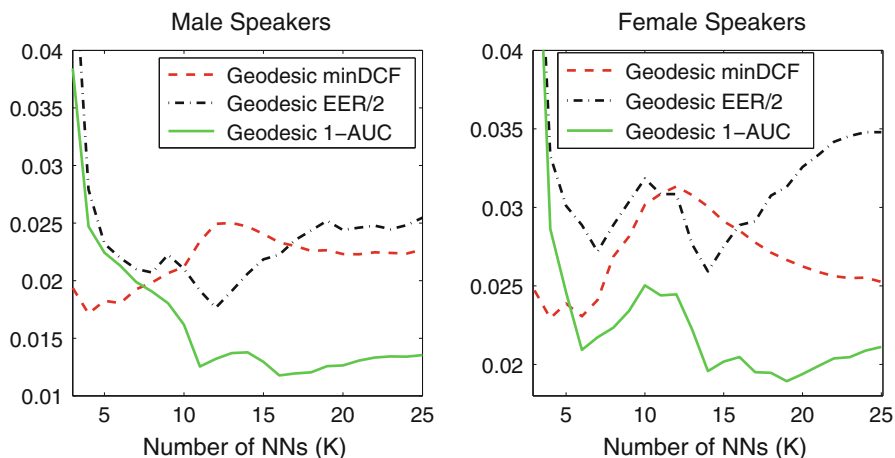 Male Speakers
0.04
0.035
0.03
0.025
0.02
0.015
0.01
Geodesic minDCF
Geodesic EER/2
Geodesic 1−AUC
5 10 15 20 25
Number of NNs (K)
Female Speakers
0.04
0.035
0.03
0.025
0.02
Geodesic minDCF
Geodesic EER/2
Geodesic 1−AUC
5 10 15 20 25
Number of NNs (K)